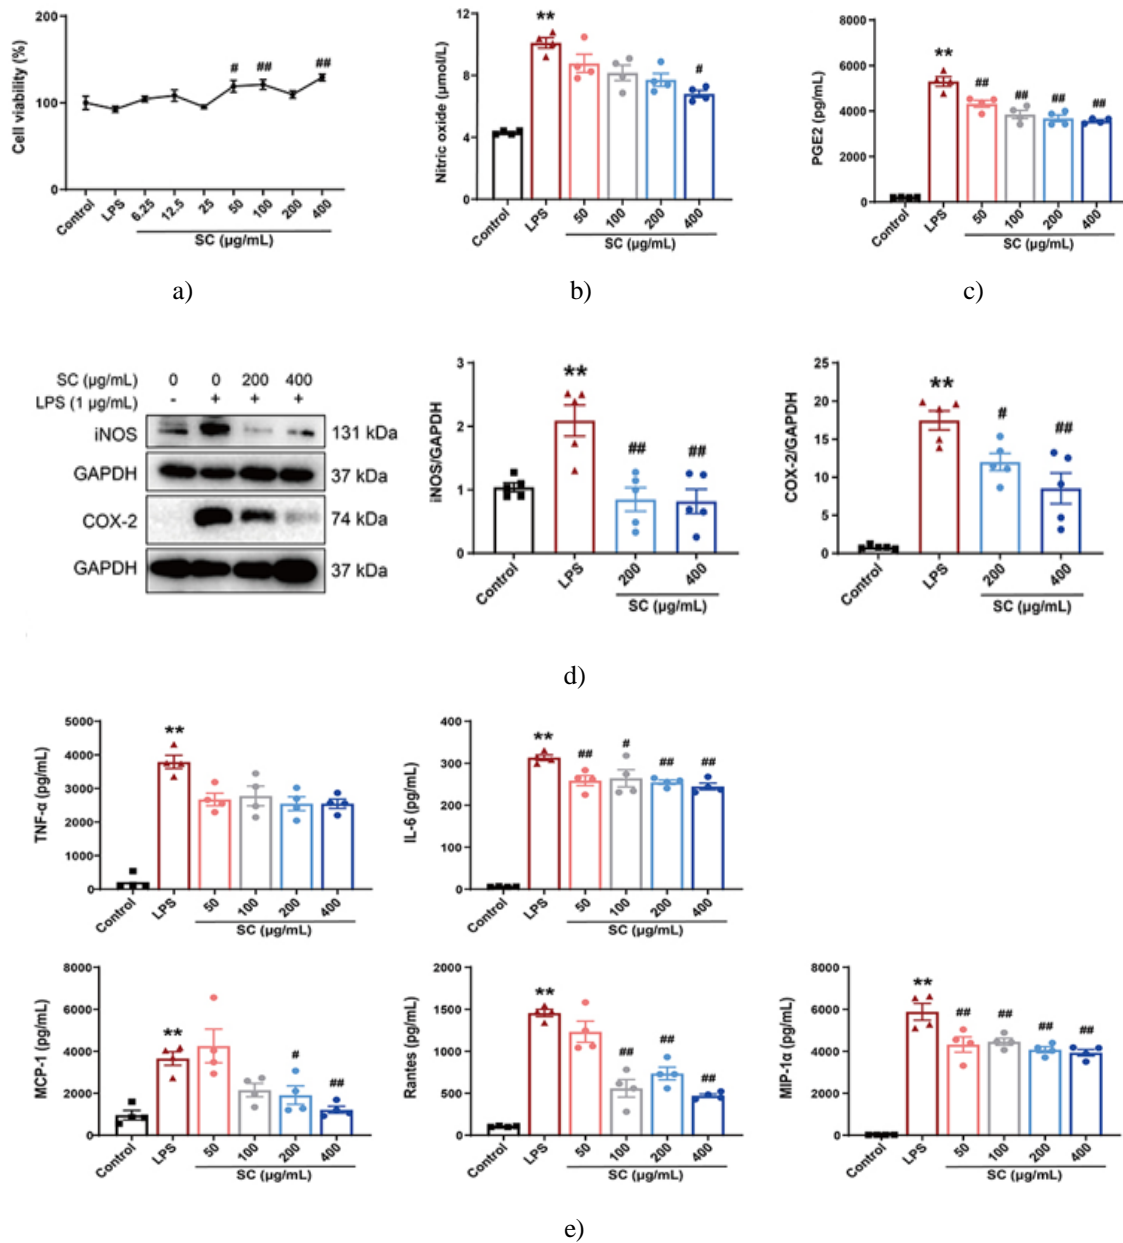 Cell viability (%)
200
100
0
#
##
##
Control
LPS
6.25
12.5
25
50
100
200
400
SC (µg/mL)
a)
Nitric oxide (µmol/L)
12
8
4
0
**
#
Control
LPS
50
100
200
400
SC (µg/mL)
b)
PGE2 (pg/mL)
8000
6000
4000
2000
0
**
##
##
##
##
Control
LPS
50
100
200
400
SC (µg/mL)
c)
SC (µg/mL) 0 0 200 400
LPS (1 µg/mL) - + + +
iNOS 131 kDa
GAPDH 37 kDa
COX-2 74 kDa
GAPDH 37 kDa
iNOS/GAPDH
3
2
1
0
**
##
##
Control
LPS
200
400
SC (µg/mL)
COX-2/GAPDH
25
20
15
10
5
0
**
#
##
Control
LPS
200
400
SC (µg/mL)
d)
TNF-α (pg/mL)
5000
4000
3000
2000
1000
0
**
Control
LPS
50
100
200
400
SC (µg/mL)
IL-6 (pg/mL)
400
300
200
100
0
**
##
#
##
##
Control
LPS
50
100
200
400
SC (µg/mL)
MCP-1 (pg/mL)
8000
6000
4000
2000
0
**
#
##
Control
LPS
50
100
200
400
SC (µg/mL)
Rantes (pg/mL)
2000
1500
1000
500
0
**
##
##
##
Control
LPS
50
100
200
400
SC (µg/mL)
MIP-1α (pg/mL)
8000
6000
4000
2000
0
**
##
##
##
##
Control
LPS
50
100
200
400
SC (µg/mL)
e)